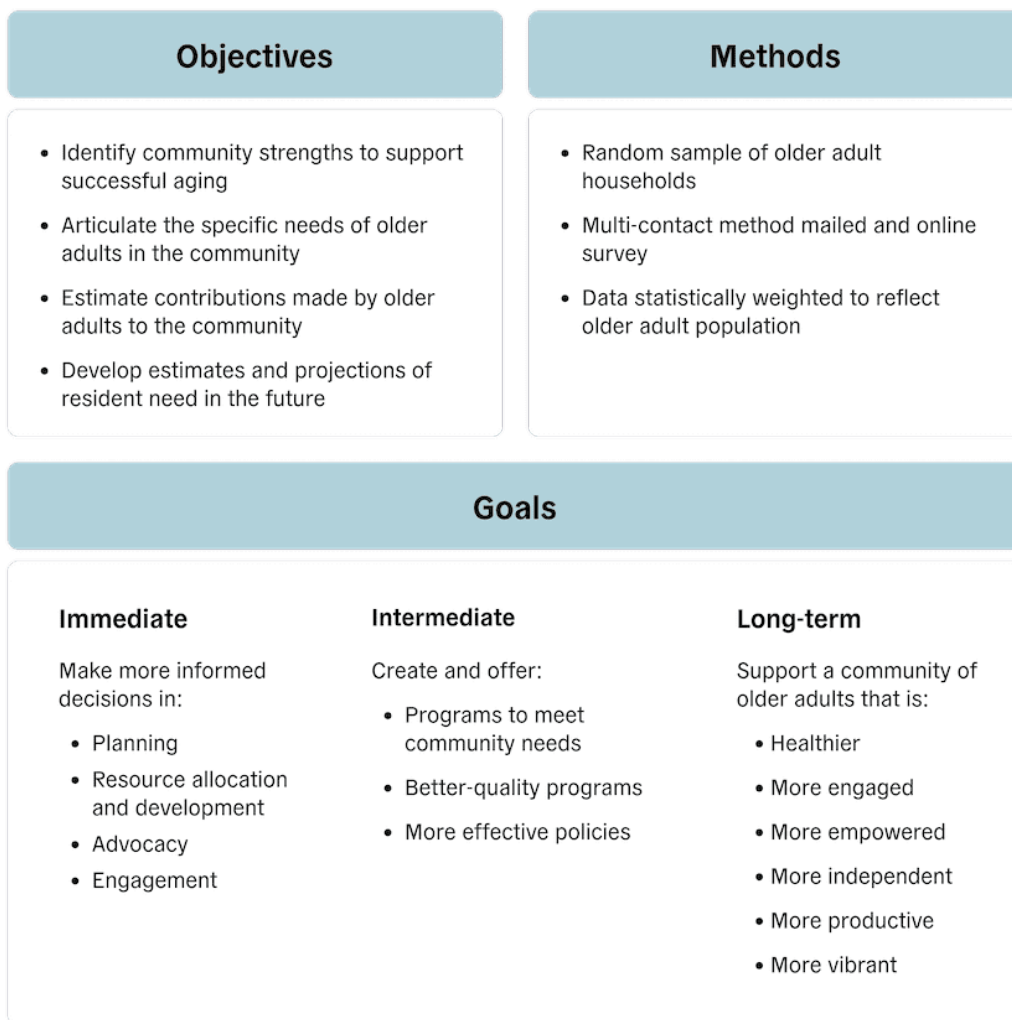 Objectives
• Identify community strengths to support
successful aging
• Articulate the specific needs of older
adults in the community
• Estimate contributions made by older
adults to the community
• Develop estimates and projections of
resident need in the future
Methods
• Random sample of older adult
households
• Multi-contact method mailed and online
survey
• Data statistically weighted to reflect
older adult population
Goals
Immediate
Make more informed
decisions in:
• Planning
• Resource allocation
and development
• Advocacy
• Engagement
Intermediate
Create and offer:
• Programs to meet
community needs
• Better-quality programs
• More effective policies
Long-term
Support a community of
older adults that is:
• Healthier
• More engaged
• More empowered
• More independent
• More productive
• More vibrant